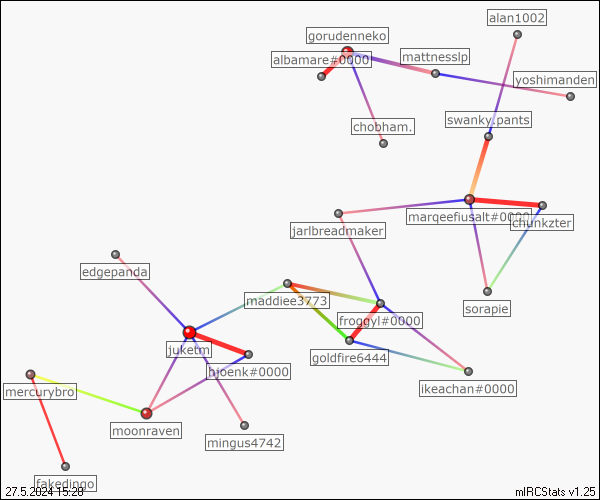 alan1002
gorudenneko
albamare#0000
mattnesslp
yoshimanden
swanky.pants
chobham.
marqeefiusalt#0000
chunkzter
jarlbreadmaker
edgepanda
maddiee3773
sorapie
froggyl#0000
juketm
goldfire6444
hjoenk#0000
ikeachan#0000
mercurybro
moonraven
mingus4742
fakedingo
27.5.2024 15:28
mIRCStats v1.25